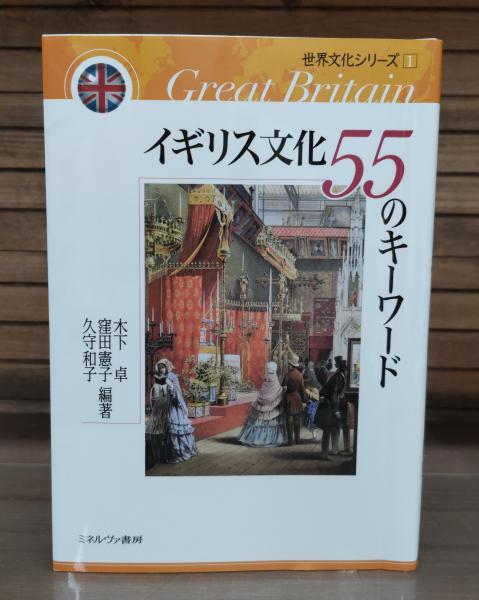 世界文化シリーズ 1
Great Britain
イギリス文化
55のキーワード
木下 卓
窪田憲子 編著
久守和子
ミネルヴァ書房